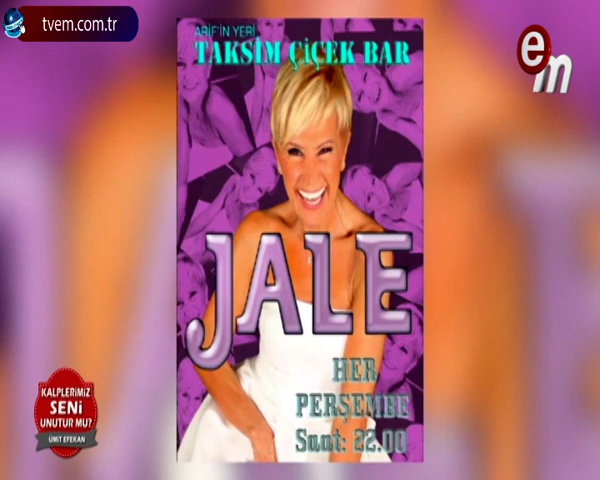 tvem.com.tr
em
ARİF'İN YERİ
TAKSİM ÇİÇEK BAR
JALE
HER
PERŞEMBE
Saat: 22.00
KALPLERİMİZ
SENİ
UNUTUR MU?
ÜMİT EFEKAN